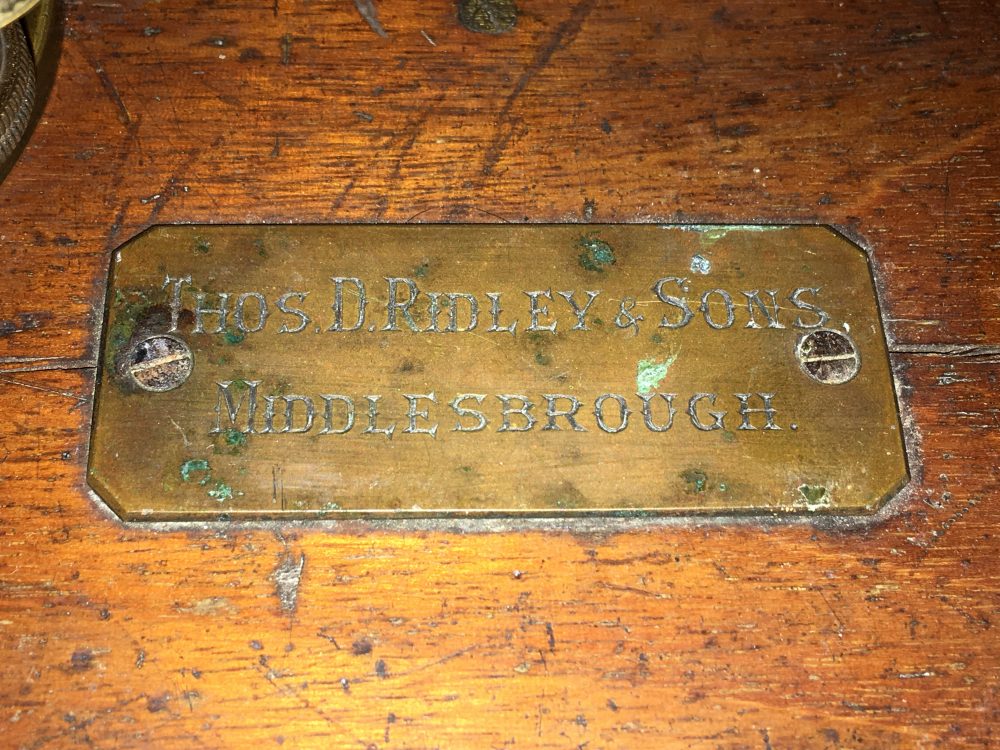 THOS. D. RIDLEY & SONS
MIDDLESBROUGH.